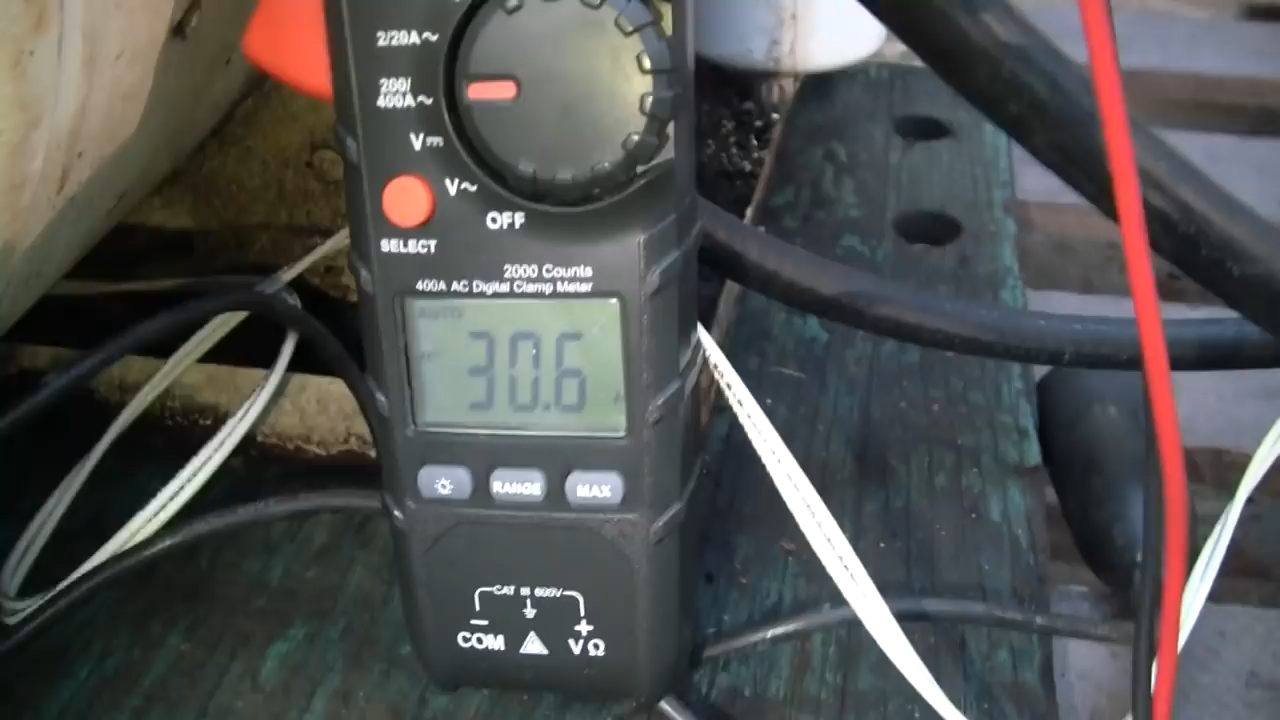 2/20A~
200/
400A~
V⎓
V~
OFF
SELECT
2000 Counts
400A AC Digital Clamp Meter
AUTO
30.6
RANGE
MAX
CAT III 600V
− +
COM VΩ